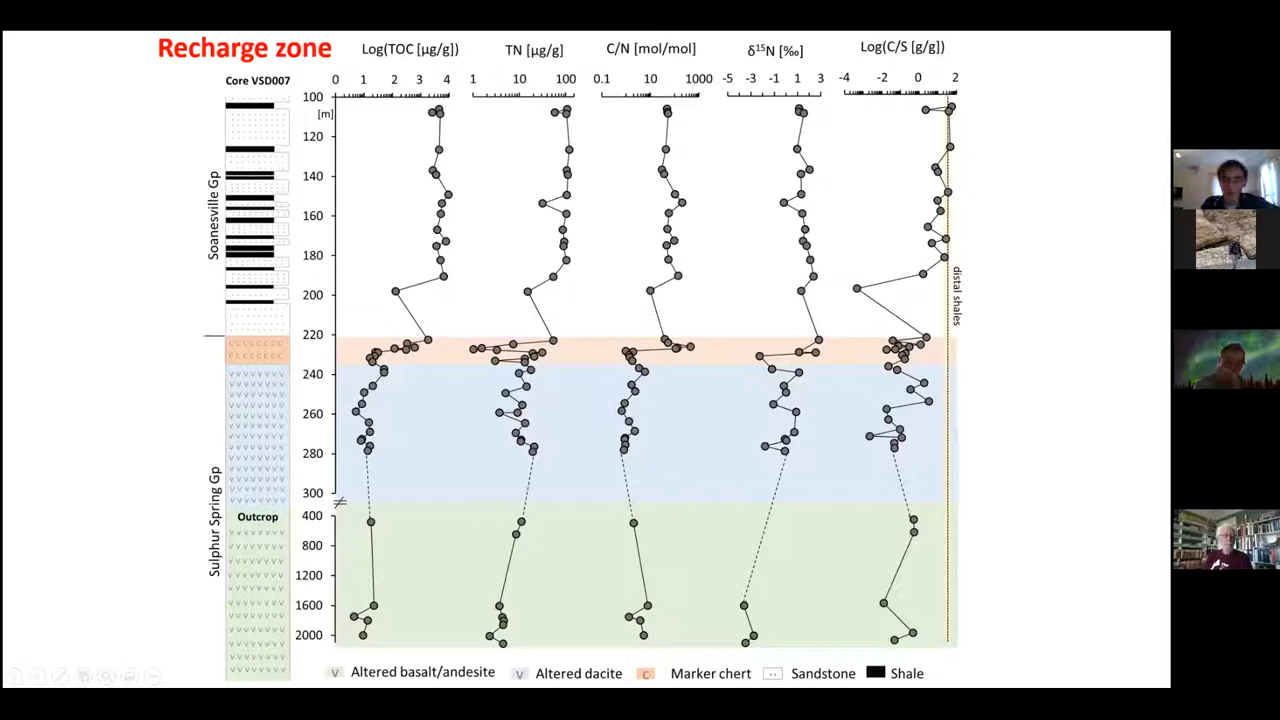 Recharge zone
Log(TOC [µg/g])
TN [µg/g]
C/N [mol/mol]
δ¹⁵N [‰]
Log(C/S [g/g])
Core VSD007
0 1 2 3 4
1 10 100
0.1 10 1000
-5 -3 -1 1 3
-4 -2 0 2
100
[m]
120
140
160
180
200
220
240
260
280
300
400
800
1200
1600
2000
Soanesville Gp
Sulphur Spring Gp
Outcrop
distal shales
V Altered basalt/andesite
V Altered dacite
C Marker chert
Sandstone
Shale